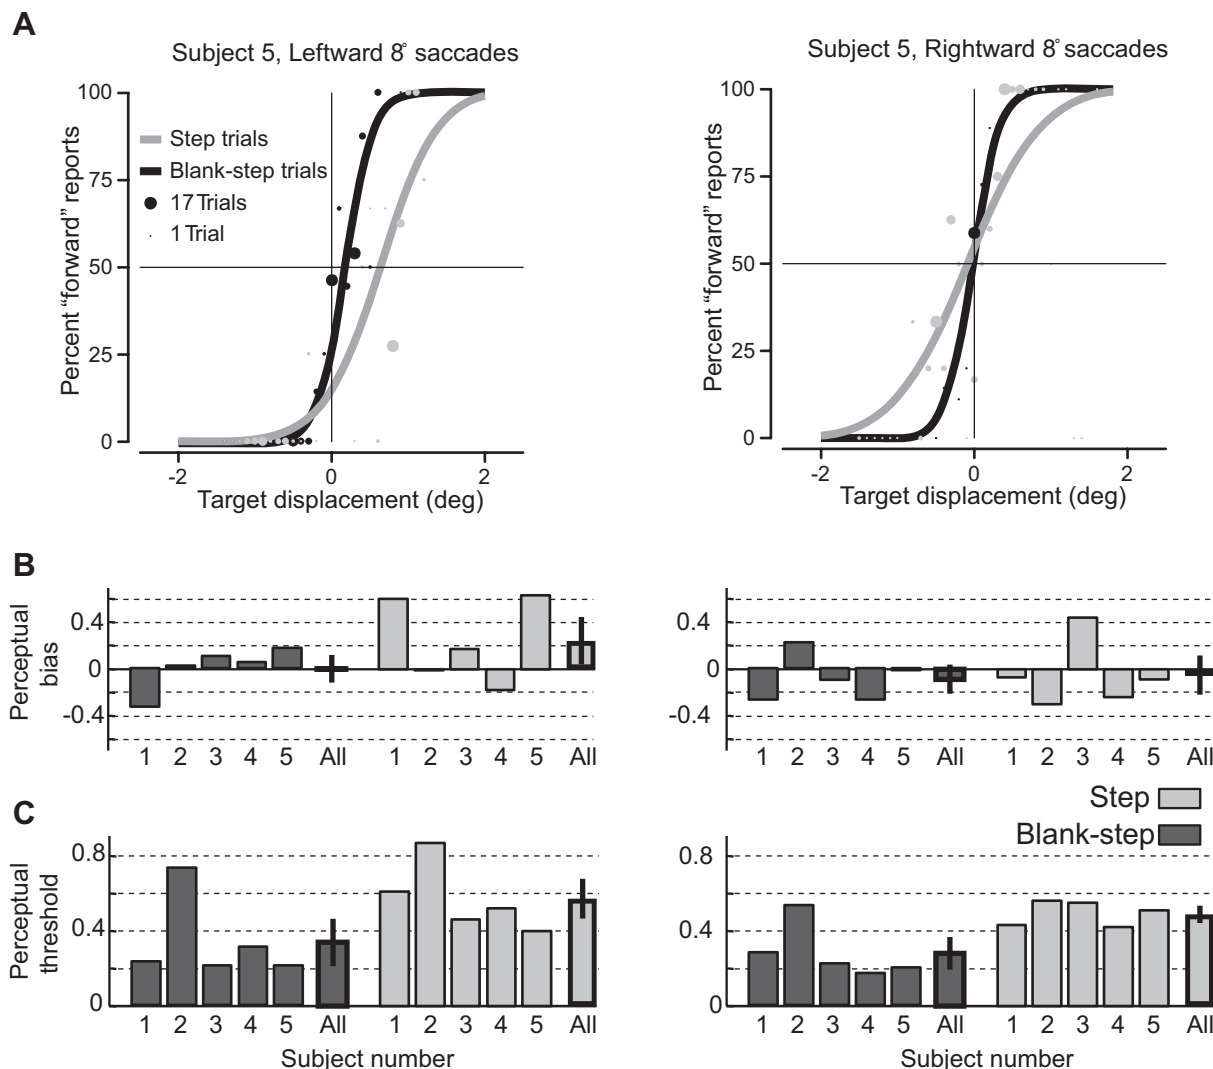 A
Subject 5, Leftward 8° saccades
Percent “forward” reports
100
75
50
25
0
Step trials
Blank-step trials
17 Trials
1 Trial
-2
0
2
Target displacement (deg)
Subject 5, Rightward 8° saccades
Percent “forward” reports
100
75
50
25
0
-2
0
2
Target displacement (deg)
B
Perceptual
bias
0.4
0
-0.4
1 2 3 4 5 All 1 2 3 4 5 All
0.4
0
-0.4
1 2 3 4 5 All 1 2 3 4 5 All
C
Step
Blank-step
Perceptual
threshold
0.8
0.4
0
1 2 3 4 5 All 1 2 3 4 5 All
Subject number
0.8
0.4
0
1 2 3 4 5 All 1 2 3 4 5 All
Subject number